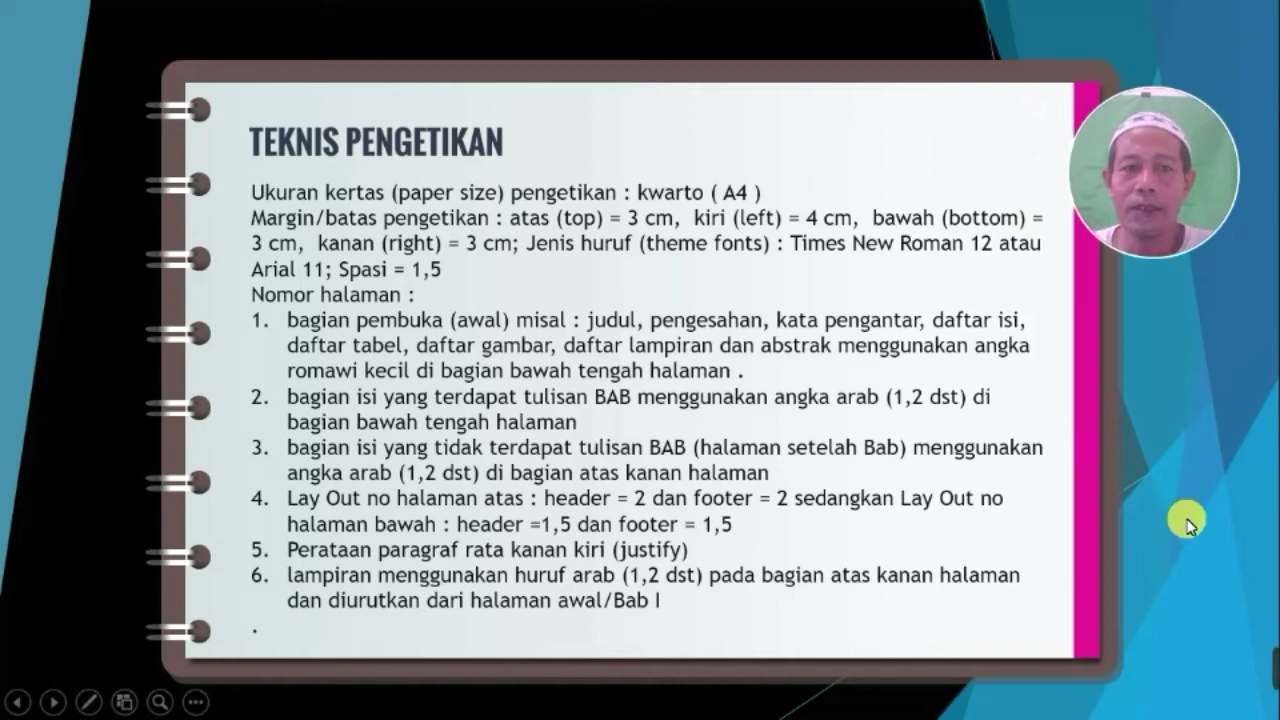 TEKNIS PENGETIKAN
Ukuran kertas (paper size) pengetikan : kwarto ( A4 )
Margin/batas pengetikan : atas (top) = 3 cm, kiri (left) = 4 cm, bawah (bottom) =
3 cm, kanan (right) = 3 cm; Jenis huruf (theme fonts) : Times New Roman 12 atau
Arial 11; Spasi = 1,5
Nomor halaman :
1. bagian pembuka (awal) misal : judul, pengesahan, kata pengantar, daftar isi,
daftar tabel, daftar gambar, daftar lampiran dan abstrak menggunakan angka
romawi kecil di bagian bawah tengah halaman .
2. bagian isi yang terdapat tulisan BAB menggunakan angka arab (1,2 dst) di
bagian bawah tengah halaman
3. bagian isi yang tidak terdapat tulisan BAB (halaman setelah Bab) menggunakan
angka arab (1,2 dst) di bagian atas kanan halaman
4. Lay Out no halaman atas : header = 2 dan footer = 2 sedangkan Lay Out no
halaman bawah : header =1,5 dan footer = 1,5
5. Perataan paragraf rata kanan kiri (justify)
6. lampiran menggunakan huruf arab (1,2 dst) pada bagian atas kanan halaman
dan diurutkan dari halaman awal/Bab I
.